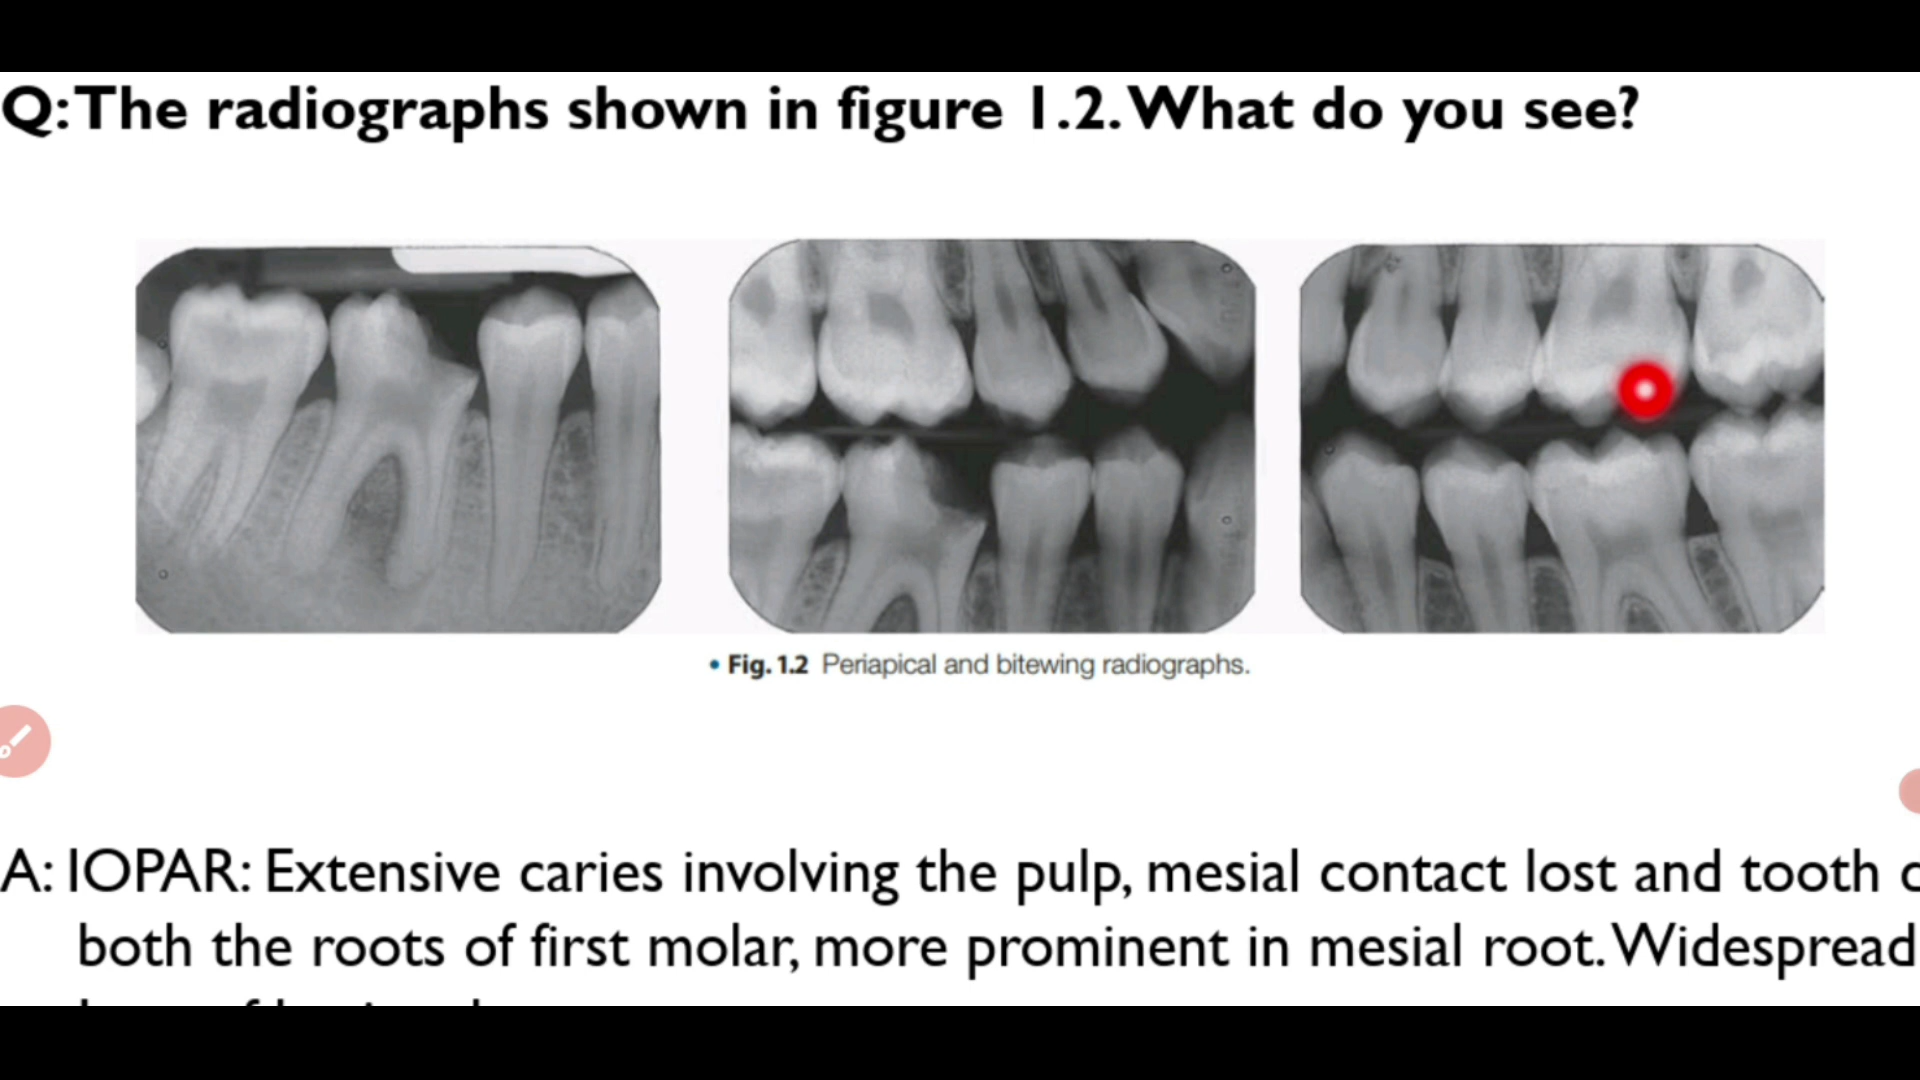 Q: The radiographs shown in figure 1.2. What do you see?
• Fig. 1.2 Periapical and bitewing radiographs.
A: IOPAR: Extensive caries involving the pulp, mesial contact lost and tooth
both the roots of first molar, more prominent in mesial root. Widespread